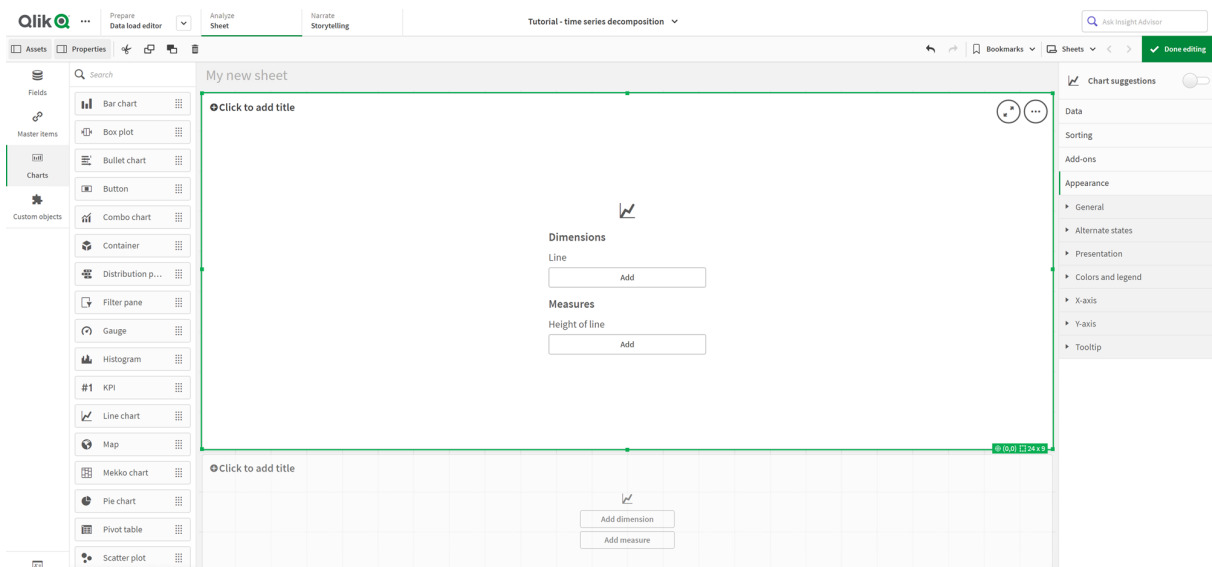 Qlik
Prepare
Data load editor
Analyze
Sheet
Narrate
Storytelling
Tutorial - time series decomposition
Ask Insight Advisor
Assets
Properties
Bookmarks
Sheets
Done editing
Fields
Master items
Charts
Custom objects
Search
Bar chart
Box plot
Bullet chart
Button
Combo chart
Container
Distribution p...
Filter pane
Gauge
Histogram
#1 KPI
Line chart
Map
Mekko chart
Pie chart
Pivot table
Scatter plot
My new sheet
Click to add title
Dimensions
Line
Add
Measures
Height of line
Add
(0,0) 24 x 9
Click to add title
Add dimension
Add measure
Chart suggestions
Data
Sorting
Add-ons
Appearance
General
Alternate states
Presentation
Colors and legend
X-axis
Y-axis
Tooltip